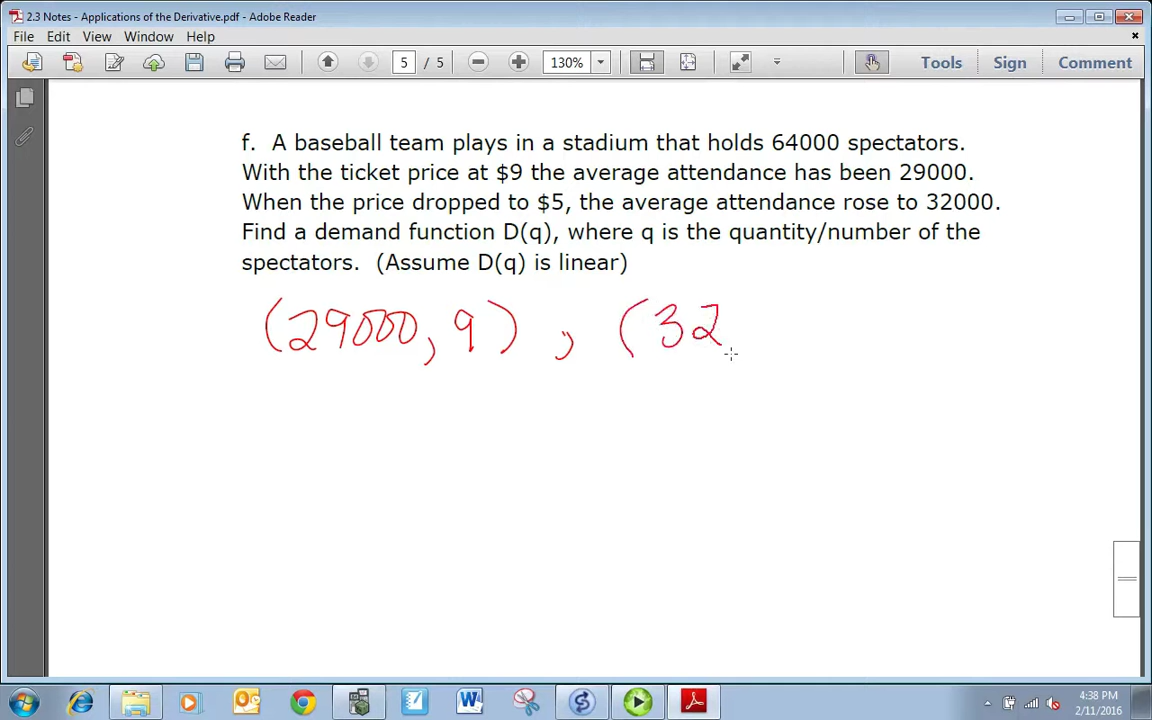 2.3 Notes - Applications of the Derivative.pdf - Adobe Reader
File Edit View Window Help
5 / 5 130% Tools Sign Comment
f. A baseball team plays in a stadium that holds 64000 spectators.
With the ticket price at $9 the average attendance has been 29000.
When the price dropped to $5, the average attendance rose to 32000.
Find a demand function D(q), where q is the quantity/number of the
spectators. (Assume D(q) is linear)
(29000, 9) , (32
4:38 PM
2/11/2016